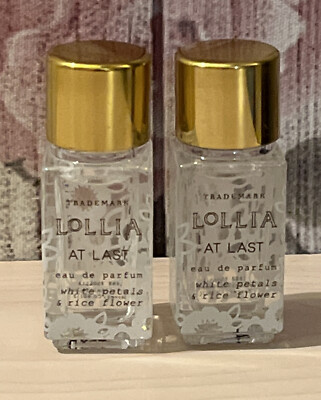 TRADEMARK
LOLLIA
AT LAST
eau de parfum
white petals
& rice flower
TRADEMARK
LOLLIA
AT LAST
eau de parfum
white petals
& rice flower